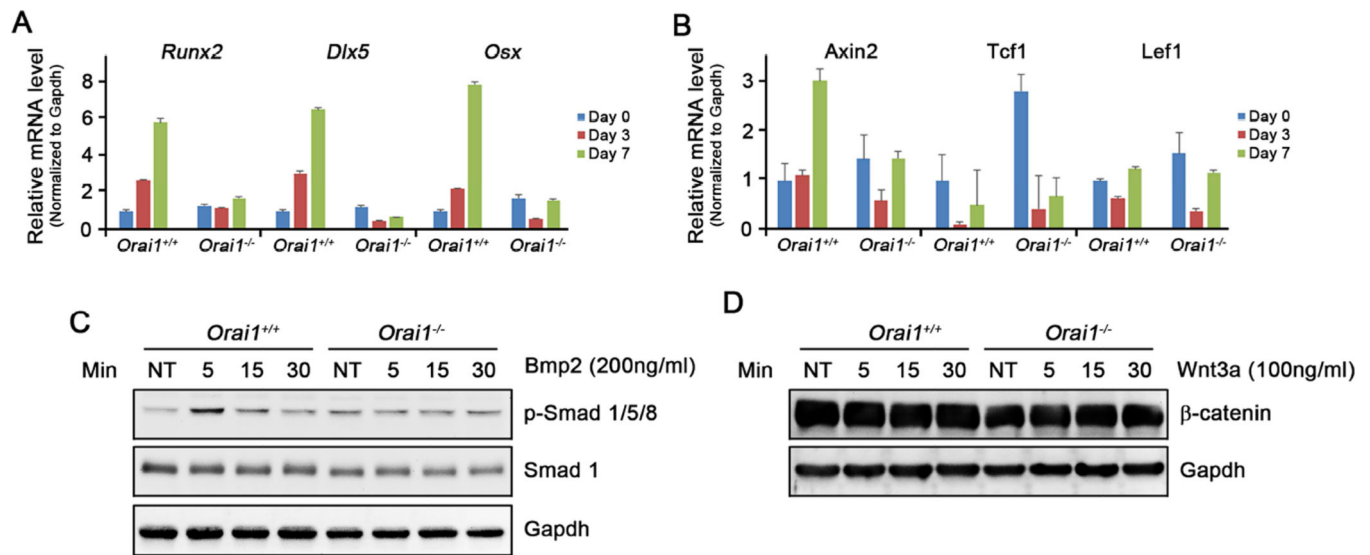 A
Runx2 Dlx5 Osx
Relative mRNA level
(Normalized to Gapdh)
8
6
4
2
0
Orai1+/+ Orai1-/- Orai1+/+ Orai1-/- Orai1+/+ Orai1-/-
Day 0
Day 3
Day 7
B
Axin2 Tcf1 Lef1
Relative mRNA level
(Normalized to Gapdh)
3
2
1
0
Orai1+/+ Orai1-/- Orai1+/+ Orai1-/- Orai1+/+ Orai1-/-
Day 0
Day 3
Day 7
C
Orai1+/+ Orai1-/-
Min NT 5 15 30 NT 5 15 30 Bmp2 (200ng/ml)
p-Smad 1/5/8
Smad 1
Gapdh
D
Orai1+/+ Orai1-/-
Min NT 5 15 30 NT 5 15 30 Wnt3a (100ng/ml)
β-catenin
Gapdh